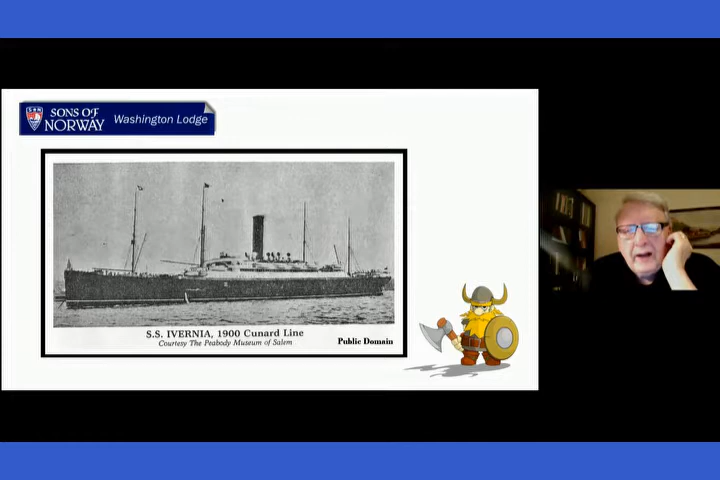 SONS OF
NORWAY
Washington Lodge
S.S. IVERNIA, 1900 Cunard Line
Courtesy The Peabody Museum of Salem
Public Domain